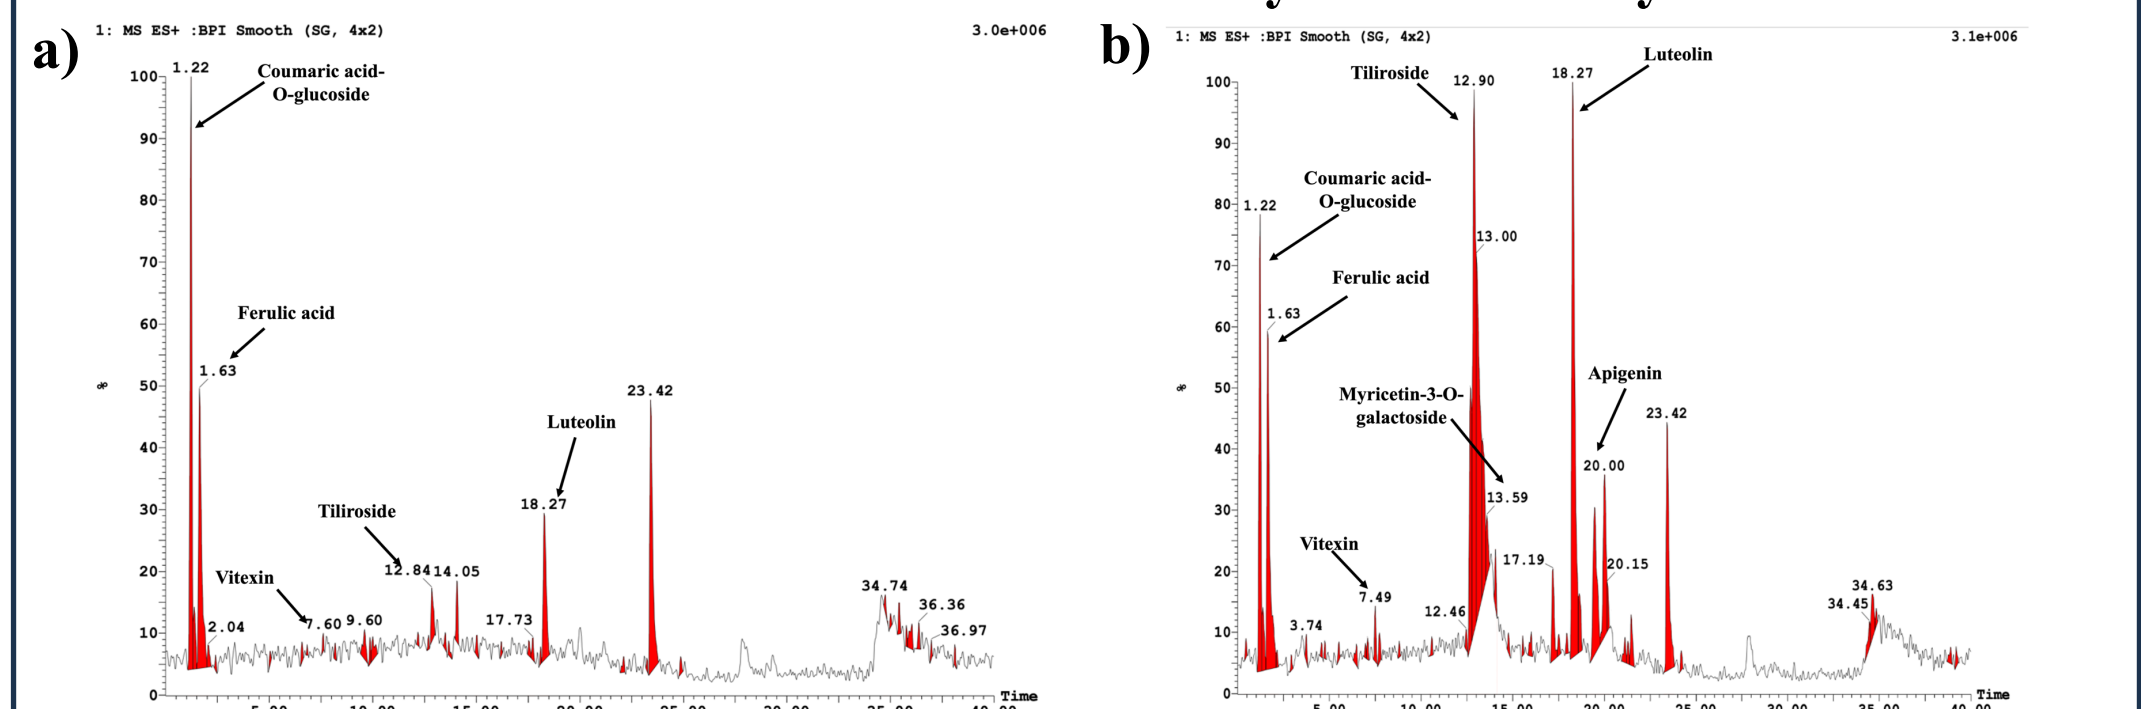 a)
1: MS ES+ :BPI Smooth (SG, 4x2)
3.0e+006
1.22
Coumaric acid-
O-glucoside
100
90
80
70
60
50
40
30
20
10
0
%
Ferulic acid
1.63
23.42
Luteolin
18.27
Tiliroside
12.84
14.05
Vitexin
7.60
9.60
17.73
2.04
34.74
36.36
36.97
Time
b)
1: MS ES+ :BPI Smooth (SG, 4x2)
3.1e+006
Tiliroside
12.90
18.27
Luteolin
100
90
80
70
60
50
40
30
20
10
0
%
Coumaric acid-
O-glucoside
1.22
13.00
Ferulic acid
1.63
Apigenin
Myricetin-3-O-
galactoside
23.42
20.00
13.59
Vitexin
17.19
20.15
7.49
12.46
3.74
34.63
34.45
Time